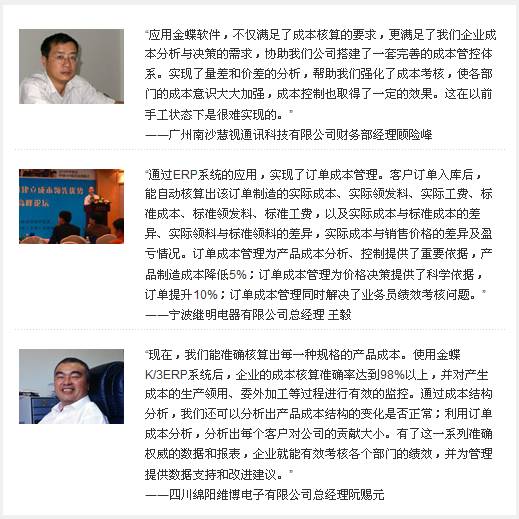 “应用金蝶软件，不仅满足了成本核算的要求，更满足了我们企业成
本分析与决策的需求，协助我们公司搭建了一套完善的成本管控体
系。实现了量差和价差的分析，帮助我们强化了成本考核，使各部
门的成本意识大大加强，成本控制也取得了一定的效果。这在以前
手工状态下是很难实现的。”
——广州南沙慧视通讯科技有限公司财务部经理顾险峰
建立成本领先优势
高峰论坛
“通过ERP系统的应用，实现了订单成本管理。客户订单入库后，
能自动核算出该订单制造的实际成本、实际领发料、实际工费、标
准成本、标准领发料、标准工费，以及实际成本与标准成本的差
异、实际领料与标准领料的差异，实际成本与销售价格的差异及盈
亏情况。订单成本管理为产品成本分析、控制提供了重要依据，产
品制造成本降低5%；订单成本管理为价格决策提供了科学依据，
订单提升10%；订单成本管理同时解决了业务员绩效考核问题。”
——宁波继明电器有限公司总经理 王毅
“现在，我们能准确核算出每一种规格的产品成本。使用金蝶
K/3ERP系统后，企业的成本核算准确率达到98%以上，并对产生
成本的生产领用、委外加工等过程进行有效的监控。通过成本结构
分析，我们还可以分析出产品成本结构的变化是否正常；利用订单
成本分析，分析出每个客户对公司的贡献大小。有了这一系列准确
权威的数据和报表，企业就能有效考核各个部门的绩效，并为管理
提供数据支持和改进建议。”
——四川绵阳维博电子有限公司总经理阮赐元